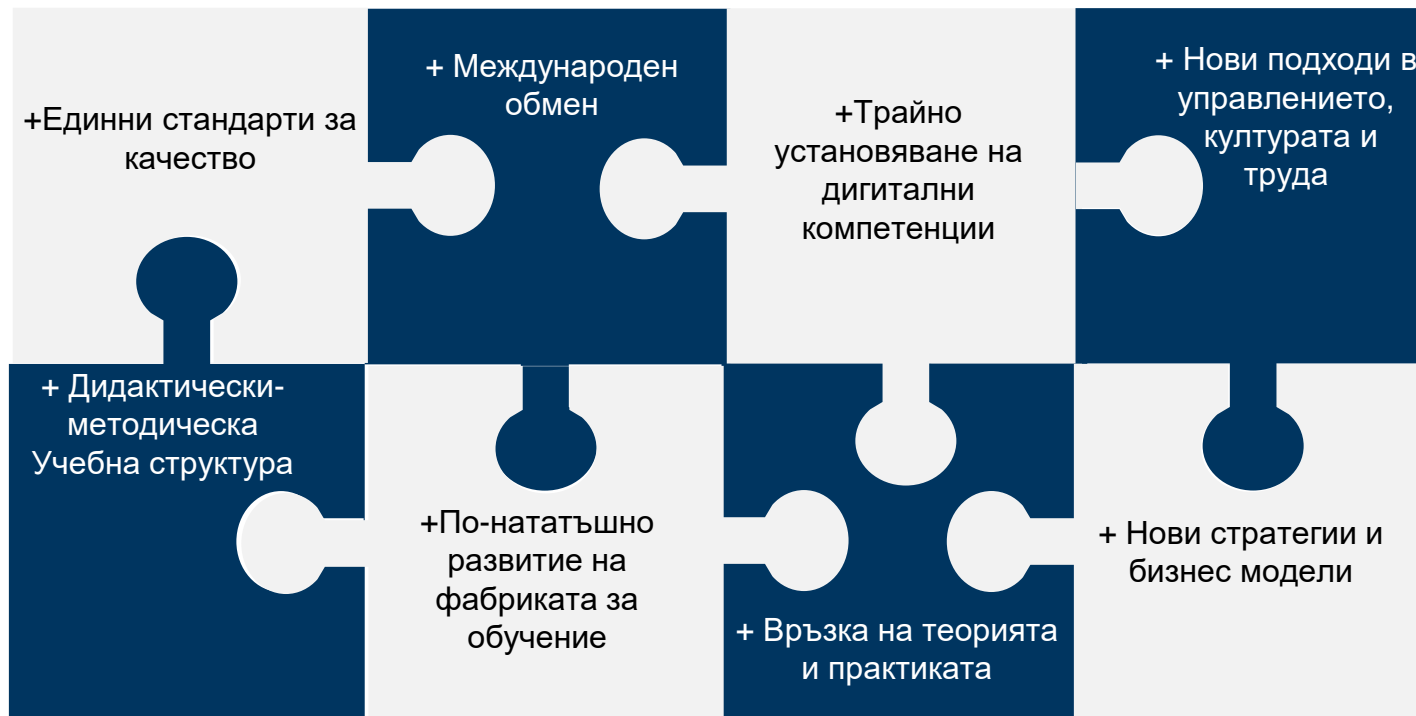 +Единни стандарти за
качество
+ Международен
обмен
+Трайно
установяване на
дигитални
компетенции
+ Нови подходи в
управлението,
културата и
труда
+ Дидактически-
методическа
Учебна структура
+По-нататъшно
развитие на
фабриката за
обучение
+ Връзка на теорията
и практиката
+ Нови стратегии и
бизнес модели